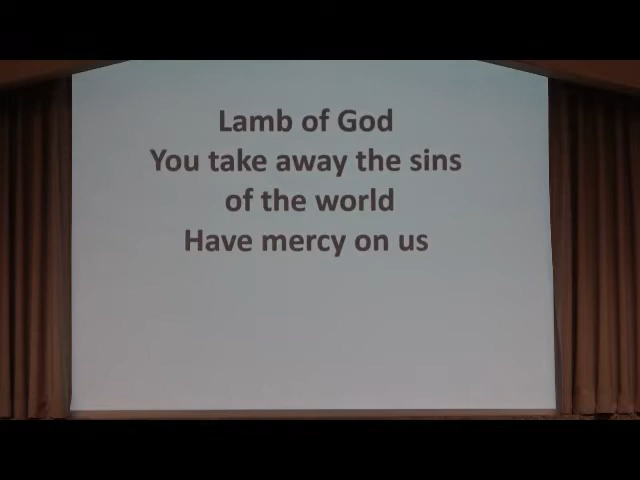 Lamb of God
You take away the sins
of the world
Have mercy on us